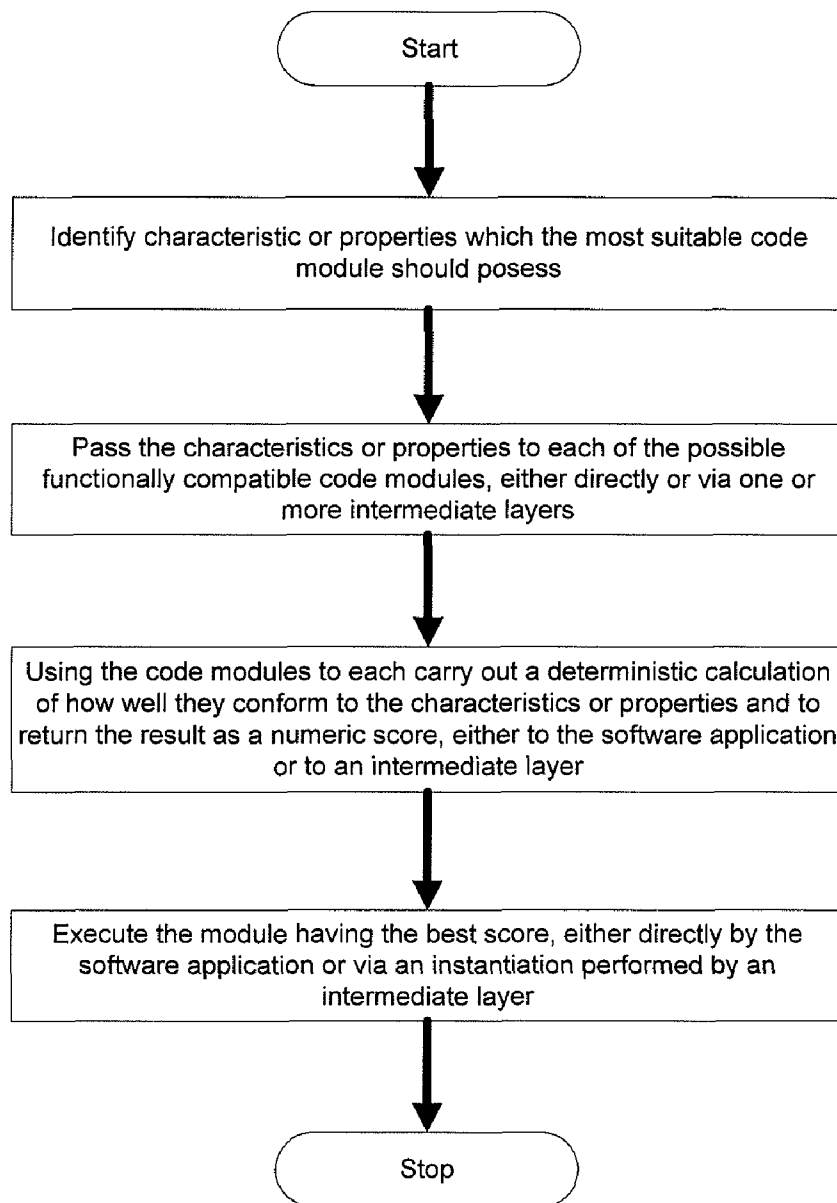 Start
Identify characteristic or properties which the most suitable code
module should posess
Pass the characteristics or properties to each of the possible
functionally compatible code modules, either directly or via one or
more intermediate layers
Using the code modules to each carry out a deterministic calculation
of how well they conform to the characteristics or properties and to
return the result as a numeric score, either to the software application
or to an intermediate layer
Execute the module having the best score, either directly by the
software application or via an instantiation performed by an
intermediate layer
Stop